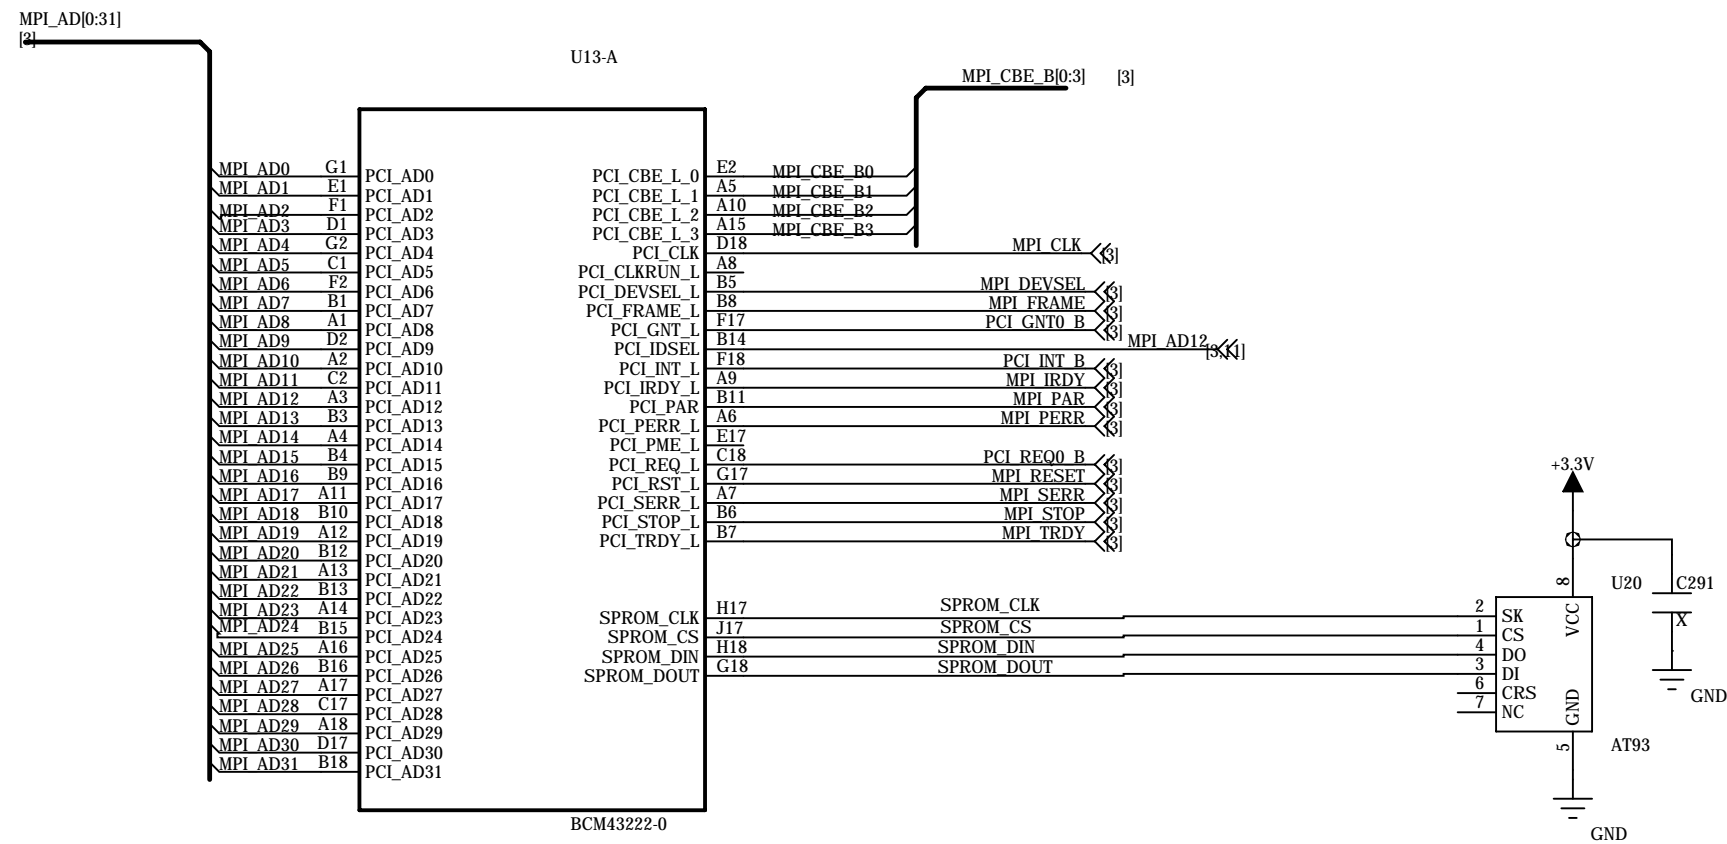 MPI_AD[0:31]
[3]
U13-A
MPI_CBE_B[0:3] [3]
MPI_AD0 G1 PCI_AD0
MPI_AD1 E1 PCI_AD1
MPI_AD2 F1 PCI_AD2
MPI_AD3 D1 PCI_AD3
MPI_AD4 G2 PCI_AD4
MPI_AD5 C1 PCI_AD5
MPI_AD6 F2 PCI_AD6
MPI_AD7 B1 PCI_AD7
MPI_AD8 A1 PCI_AD8
MPI_AD9 D2 PCI_AD9
MPI_AD10 A2 PCI_AD10
MPI_AD11 C2 PCI_AD11
MPI_AD12 A3 PCI_AD12
MPI_AD13 B3 PCI_AD13
MPI_AD14 A4 PCI_AD14
MPI_AD15 B4 PCI_AD15
MPI_AD16 B9 PCI_AD16
MPI_AD17 A11 PCI_AD17
MPI_AD18 B10 PCI_AD18
MPI_AD19 A12 PCI_AD19
MPI_AD20 B12 PCI_AD20
MPI_AD21 A13 PCI_AD21
MPI_AD22 B13 PCI_AD22
MPI_AD23 A14 PCI_AD23
MPI_AD24 B15 PCI_AD24
MPI_AD25 A16 PCI_AD25
MPI_AD26 B16 PCI_AD26
MPI_AD27 A17 PCI_AD27
MPI_AD28 C17 PCI_AD28
MPI_AD29 A18 PCI_AD29
MPI_AD30 D17 PCI_AD30
MPI_AD31 B18 PCI_AD31
PCI_CBE_L_0 E2 MPI_CBE_B0
PCI_CBE_L_1 A5 MPI_CBE_B1
PCI_CBE_L_2 A10 MPI_CBE_B2
PCI_CBE_L_3 A15 MPI_CBE_B3
PCI_CLK D18 MPI_CLK [3]
PCI_CLKRUN_L A8
PCI_DEVSEL_L B5 MPI_DEVSEL [3]
PCI_FRAME_L B8 MPI_FRAME [3]
PCI_GNT_L F17 PCI_GNT0_B [3]
PCI_IDSEL B14 MPI_AD12 [3,11]
PCI_INT_L F18 PCI_INT_B [3]
PCI_IRDY_L A9 MPI_IRDY [3]
PCI_PAR B11 MPI_PAR [3]
PCI_PERR_L A6 MPI_PERR [3]
PCI_PME_L E17
PCI_REQ_L C18 PCI_REQ0_B [3]
PCI_RST_L G17 MPI_RESET [3]
PCI_SERR_L A7 MPI_SERR [3]
PCI_STOP_L B6 MPI_STOP [3]
PCI_TRDY_L B7 MPI_TRDY [3]
SPROM_CLK H17 SPROM_CLK
SPROM_CS J17 SPROM_CS
SPROM_DIN H18 SPROM_DIN
SPROM_DOUT G18 SPROM_DOUT
BCM43222-0
+3.3V
8
VCC
U20
C291
X
2 SK
1 CS
4 DO
3 DI
6 CRS
7 NC
GND
5
AT93
GND
GND